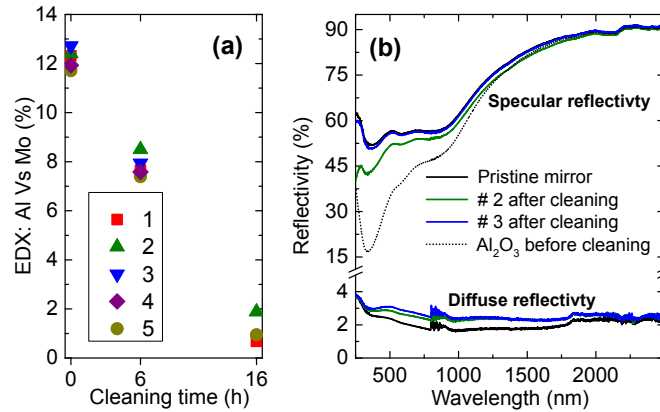 (a)
EDX: Al Vs Mo (%)
14
12
10
8
6
4
2
0
1
2
3
4
5
0
6
16
Cleaning time (h)
(b)
Reflectivity (%)
90
75
60
45
30
15
4
2
0
Specular reflectivty
Pristine mirror
# 2 after cleaning
# 3 after cleaning
Al₂O₃ before cleaning
Diffuse reflectivty
500 1000 1500 2000
Wavelength (nm)